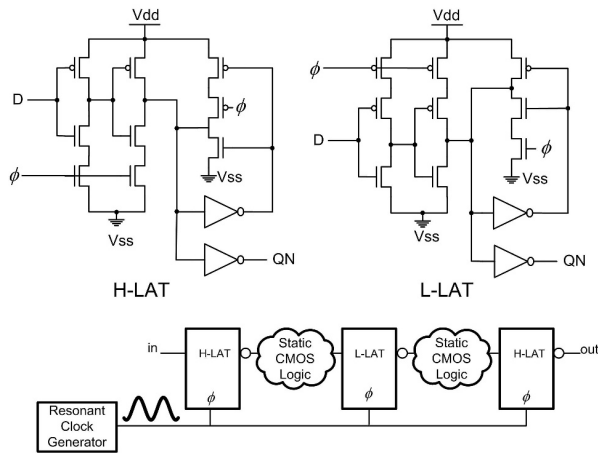 Vdd
D
ϕ
ϕ
Vss
Vss
QN
H-LAT
Vdd
ϕ
D
ϕ
Vss
Vss
QN
L-LAT
in
H-LAT
ϕ
Static
CMOS
Logic
L-LAT
ϕ
Static
CMOS
Logic
H-LAT
ϕ
out
Resonant
Clock
Generator